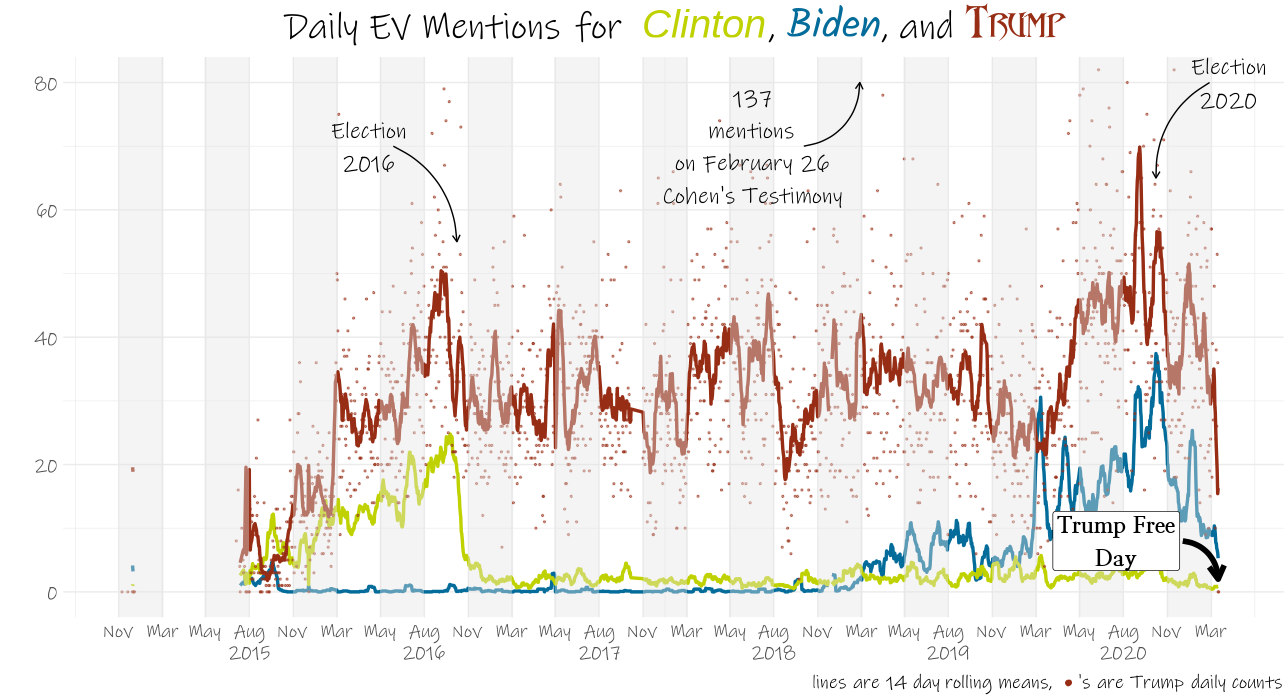 Daily EV Mentions for Clinton, Biden, and Trump
80
60
40
20
0
Election
2016
137
mentions
on February 26
Cohen's Testimony
Election
2020
Trump Free
Day
Nov Mar May Aug Nov Mar May Aug Nov Mar May Aug Nov Mar May Aug Nov Mar May Aug Nov Mar May Aug Nov Mar
2015 2016 2017 2018 2019 2020
lines are 14 day rolling means, 's are Trump daily counts